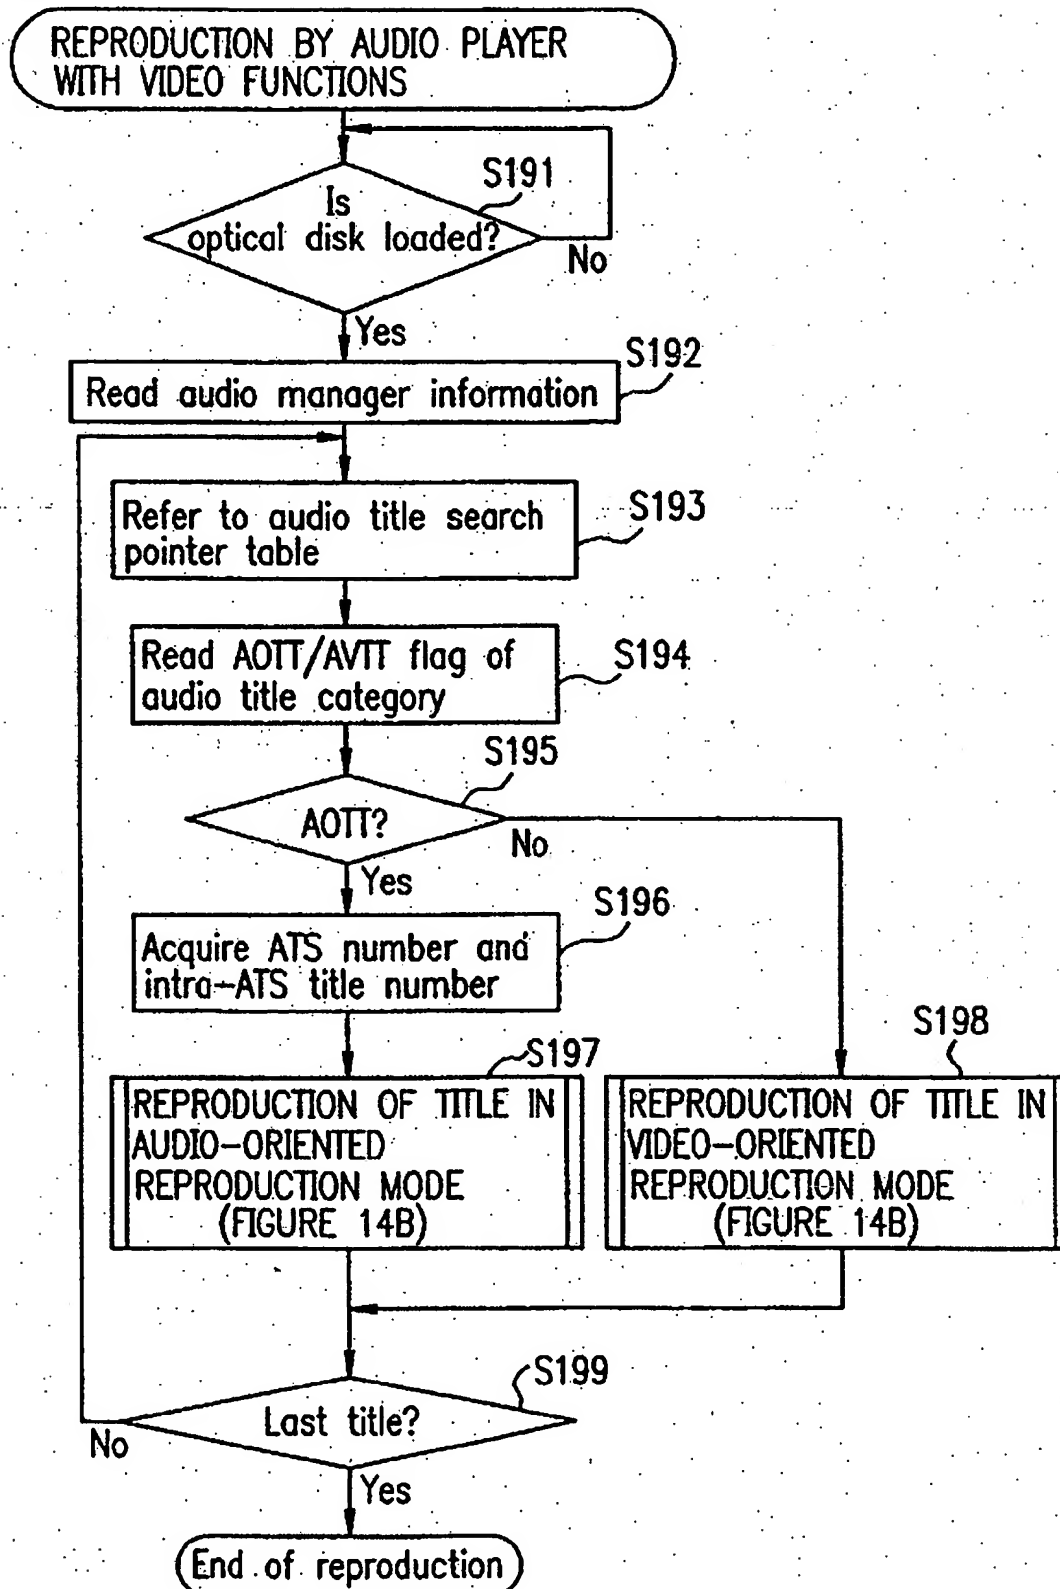 REPRODUCTION BY AUDIO PLAYER
WITH VIDEO FUNCTIONS
S191
Is
optical disk loaded?
No
Yes
S192
Read audio manager information
S193
Refer to audio title search
pointer table
Read AOTT/AVTT flag of
audio title category
S194
S195
AOTT?
No
Yes
S196
Acquire ATS number and
intra-ATS title number
S197
S198
REPRODUCTION OF TITLE IN
AUDIO-ORIENTED
REPRODUCTION MODE
(FIGURE 14B)
REPRODUCTION OF TITLE IN
VIDEO-ORIENTED
REPRODUCTION MODE
(FIGURE 14B)
S199
Last title?
No
Yes
End of reproduction